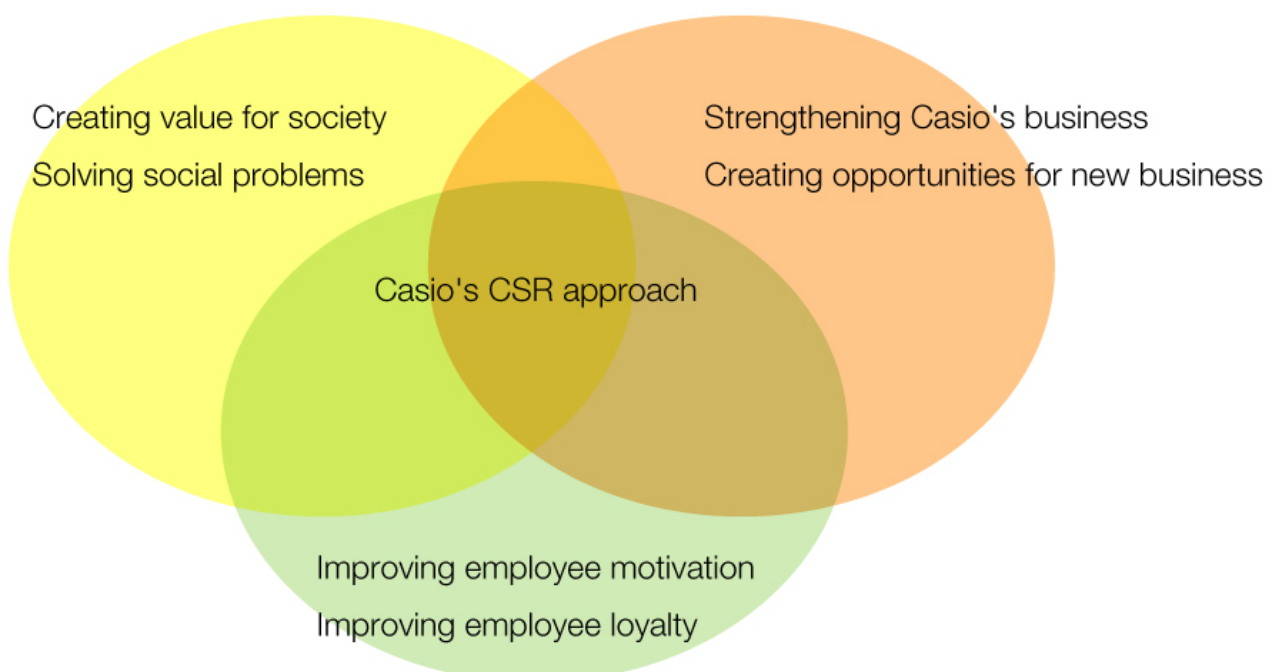 Creating value for society
Solving social problems
Strengthening Casio's business
Creating opportunities for new business
Casio's CSR approach
Improving employee motivation
Improving employee loyalty